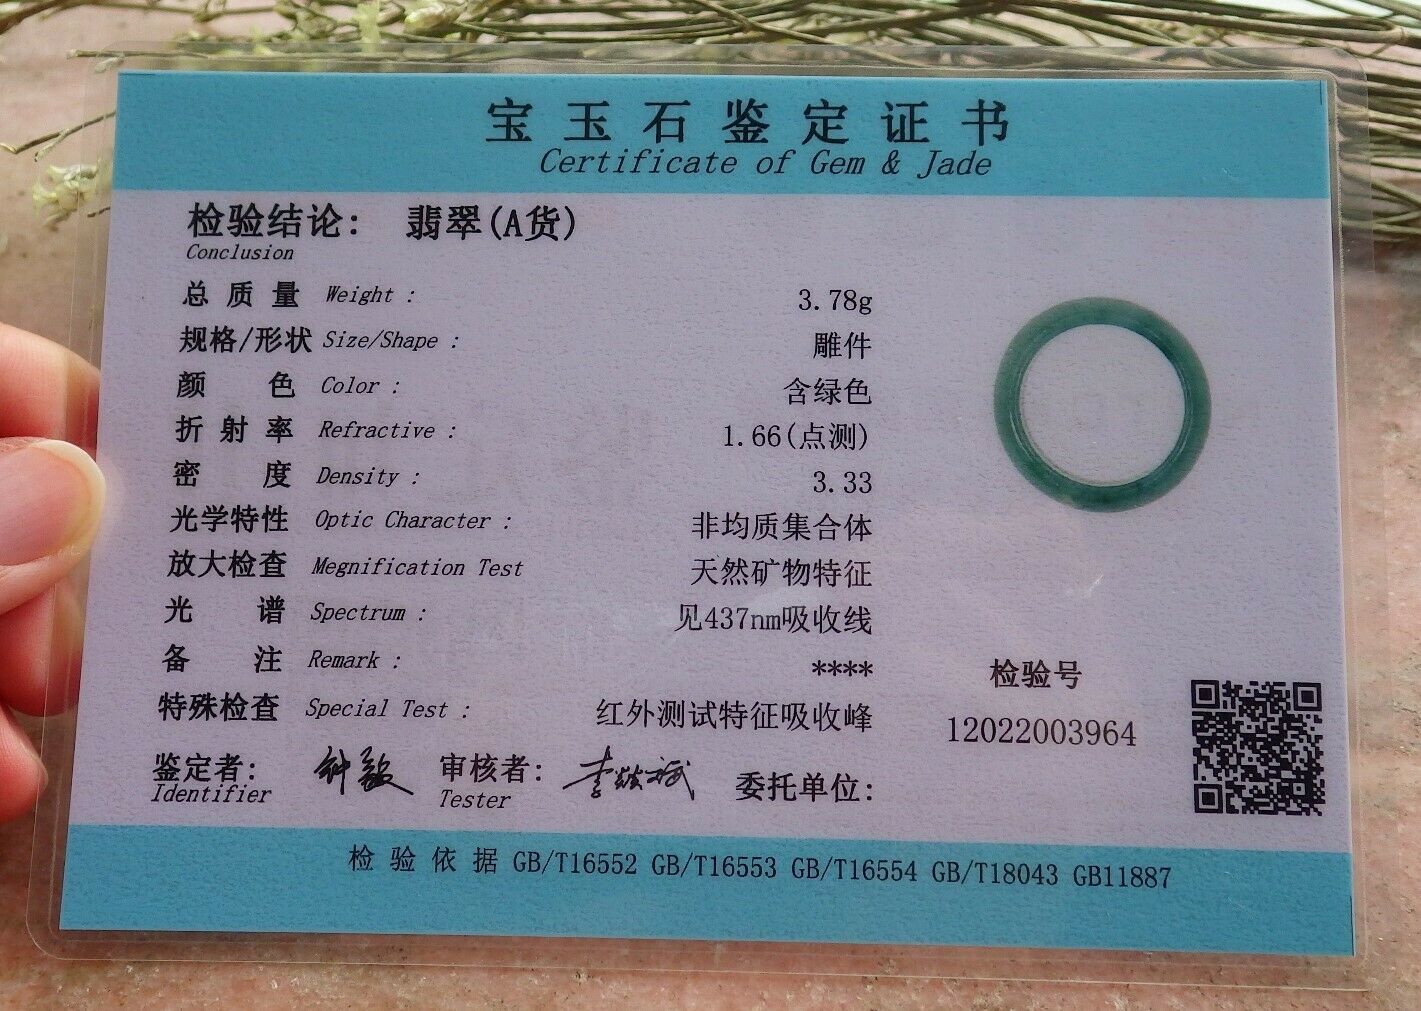 宝玉石鉴定证书
Certificate of Gem & Jade
检验结论: 翡翠(A货)
Conclusion
总质量 Weight : 3.78g
规格/形状 Size/Shape : 雕件
颜色 Color : 含绿色
折射率 Refractive : 1.66(点测)
密度 Density : 3.33
光学特性 Optic Character : 非均质集合体
放大检查 Megnification Test 天然矿物特征
光谱 Spectrum : 见437nm吸收线
备注 Remark : ****
特殊检查 Special Test : 红外测试特征吸收峰
检验号
12022003964
鉴定者: 审核者: 委托单位:
Identifier Tester
检验依据 GB/T16552 GB/T16553 GB/T16554 GB/T18043 GB11887